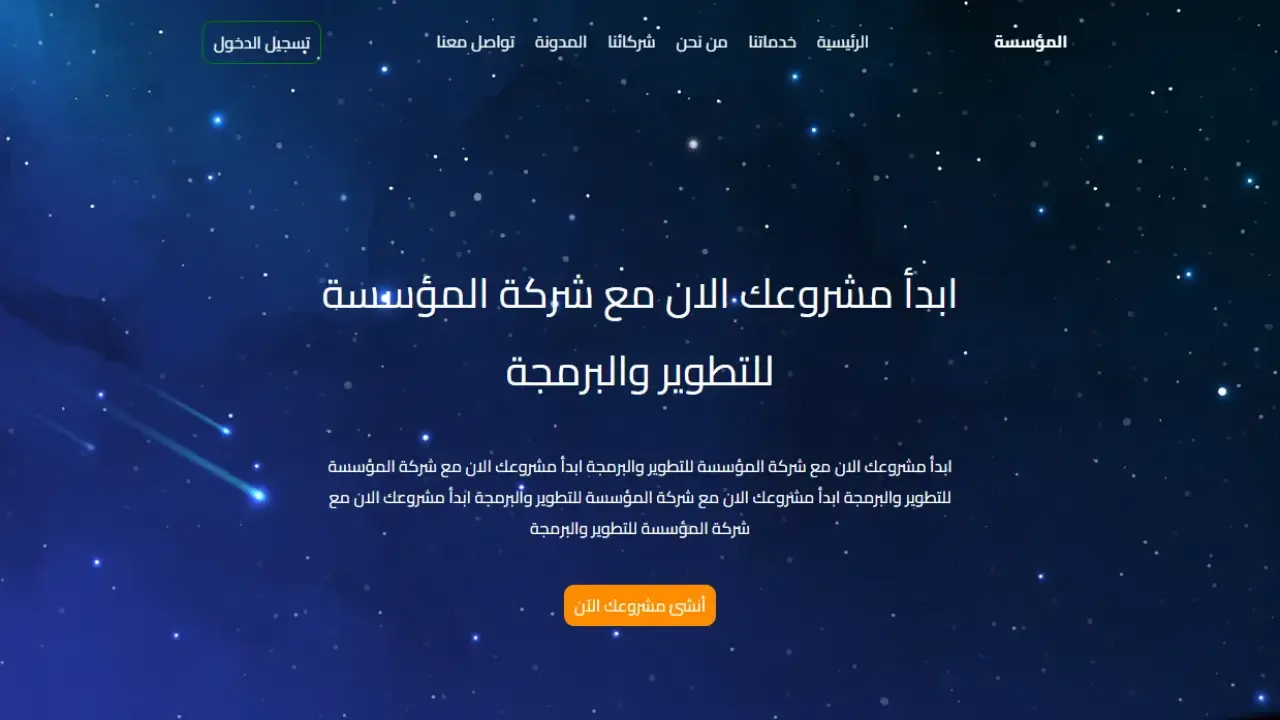 المؤسسة
الرئيسية خدماتنا من نحن شركائنا المدونة تواصل معنا
تسجيل الدخول
ابدأ مشروعك الان مع شركة المؤسسة
للتطوير والبرمجة
ابدأ مشروعك الان مع شركة المؤسسة للتطوير والبرمجة ابدأ مشروعك الان مع شركة المؤسسة
للتطوير والبرمجة ابدأ مشروعك الان مع شركة المؤسسة للتطوير والبرمجة ابدأ مشروعك الان مع
شركة المؤسسة للتطوير والبرمجة
أنشئ مشروعك الآن